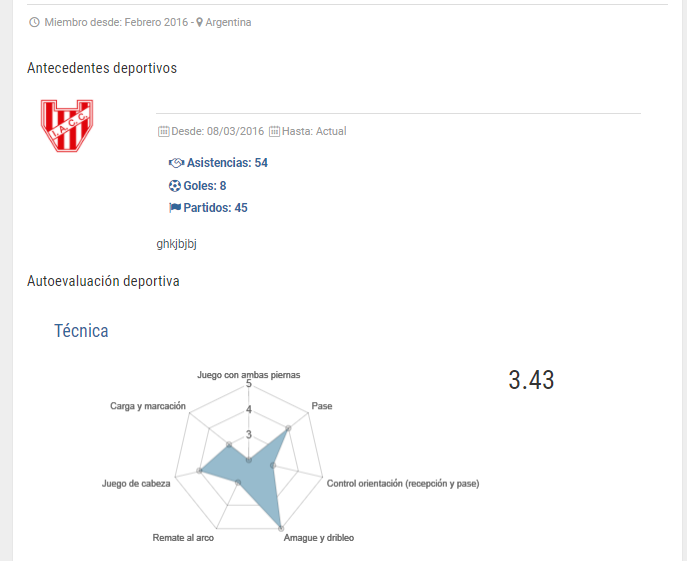 Miembro desde: Febrero 2016 - Argentina
Antecedentes deportivos
I.A.C.C.
Desde: 08/03/2016 Hasta: Actual
Asistencias: 54
Goles: 8
Partidos: 45
ghkjbjbj
Autoevaluación deportiva
Técnica
3.43
Juego con ambas piernas
5
Carga y marcación
Pase
4
3
Juego de cabeza
Control orientación (recepción y pase)
Remate al arco
Amague y dribleo